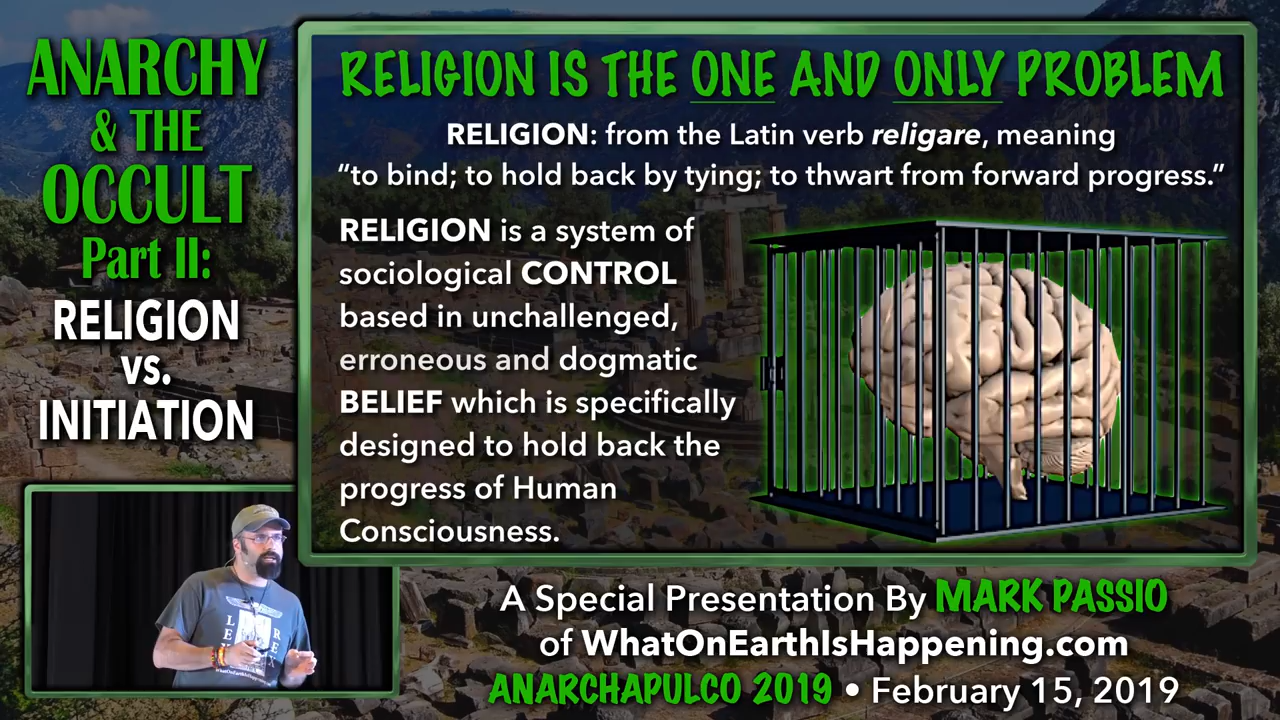 ANARCHY
& THE
OCCULT
Part II:
RELIGION
vs.
INITIATION
RELIGION IS THE ONE AND ONLY PROBLEM
RELIGION: from the Latin verb religare, meaning
“to bind; to hold back by tying; to thwart from forward progress.”
RELIGION is a system of
sociological CONTROL
based in unchallenged,
erroneous and dogmatic
BELIEF which is specifically
designed to hold back the
progress of Human
Consciousness.
LEX
REX
A Special Presentation By MARK PASSIO
of WhatOnEarthIsHappening.com
ANARCHAPULCO 2019 • February 15, 2019